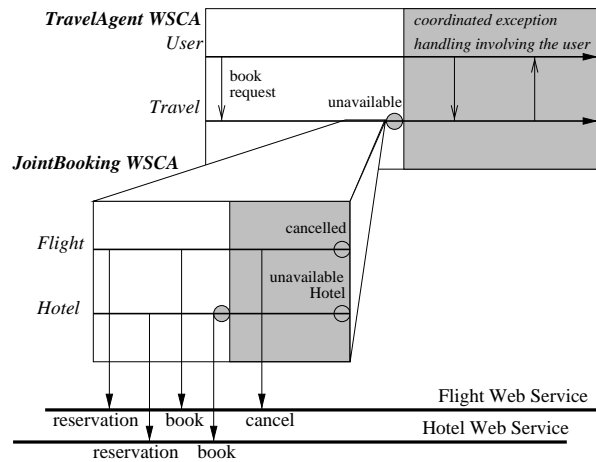 TravelAgent WSCA
coordinated exception
User
handling involving the user
book
request
unavailable
Travel
JointBooking WSCA
cancelled
Flight
unavailable
Hotel
Hotel
Flight Web Service
reservation book cancel
Hotel Web Service
reservation book